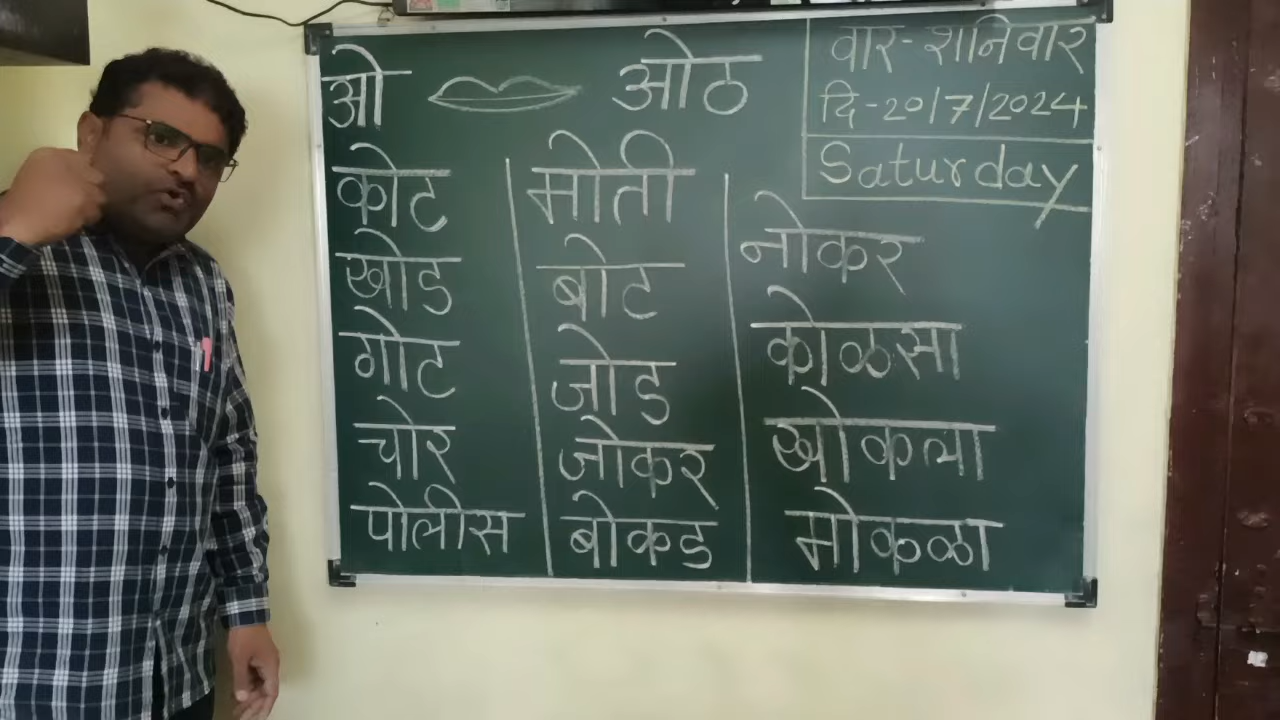 ओ ओठ
वार- शनिवार
दि-20/7/2024
Saturday
कोट
खोड
गोट
चोर
पोलीस
मोती
बोट
जोड
जोकर
बोकड
नोकर
कोळसा
खोकला
मोकळा